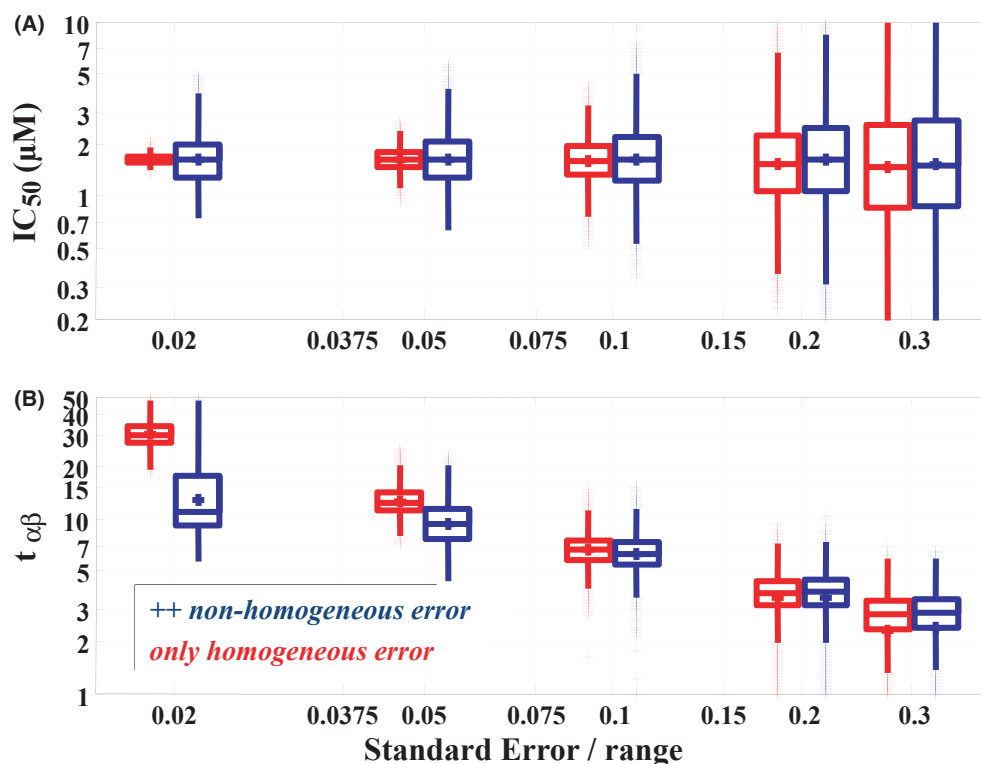 (A)
IC50 (µM)
10
7
5
3
2
1
0.7
0.5
0.3
0.2
0.02 0.0375 0.05 0.075 0.1 0.15 0.2 0.3
(B)
t αβ
50
40
30
20
15
10
7
5
3
2
1
++ non-homogeneous error
only homogeneous error
0.02 0.0375 0.05 0.075 0.1 0.15 0.2 0.3
Standard Error / range